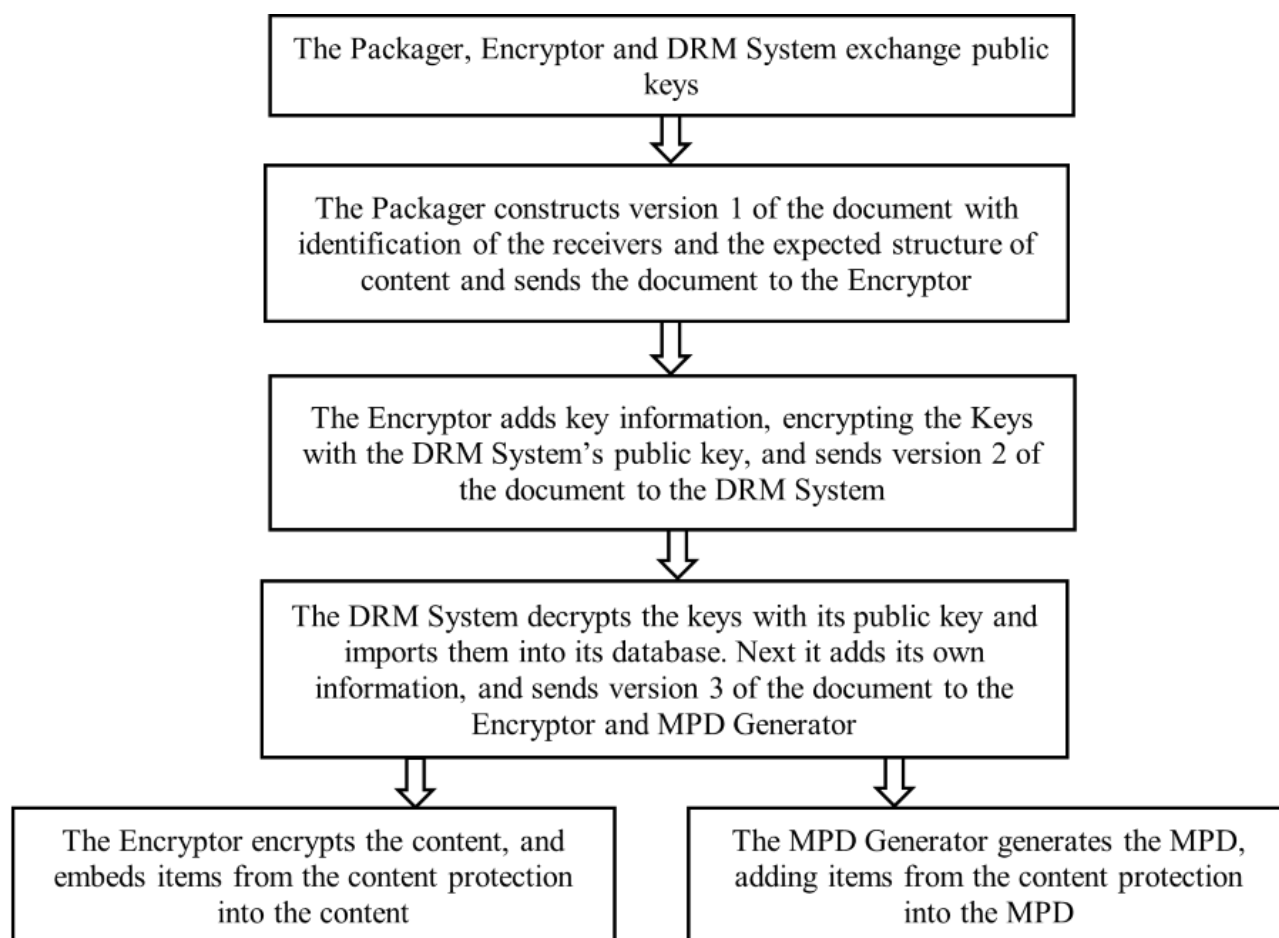 The Packager, Encryptor and DRM System exchange public
keys
The Packager constructs version 1 of the document with
identification of the receivers and the expected structure of
content and sends the document to the Encryptor
The Encryptor adds key information, encrypting the Keys
with the DRM System’s public key, and sends version 2 of
the document to the DRM System
The DRM System decrypts the keys with its public key and
imports them into its database. Next it adds its own
information, and sends version 3 of the document to the
Encryptor and MPD Generator
The Encryptor encrypts the content, and
embeds items from the content protection
into the content
The MPD Generator generates the MPD,
adding items from the content protection
into the MPD